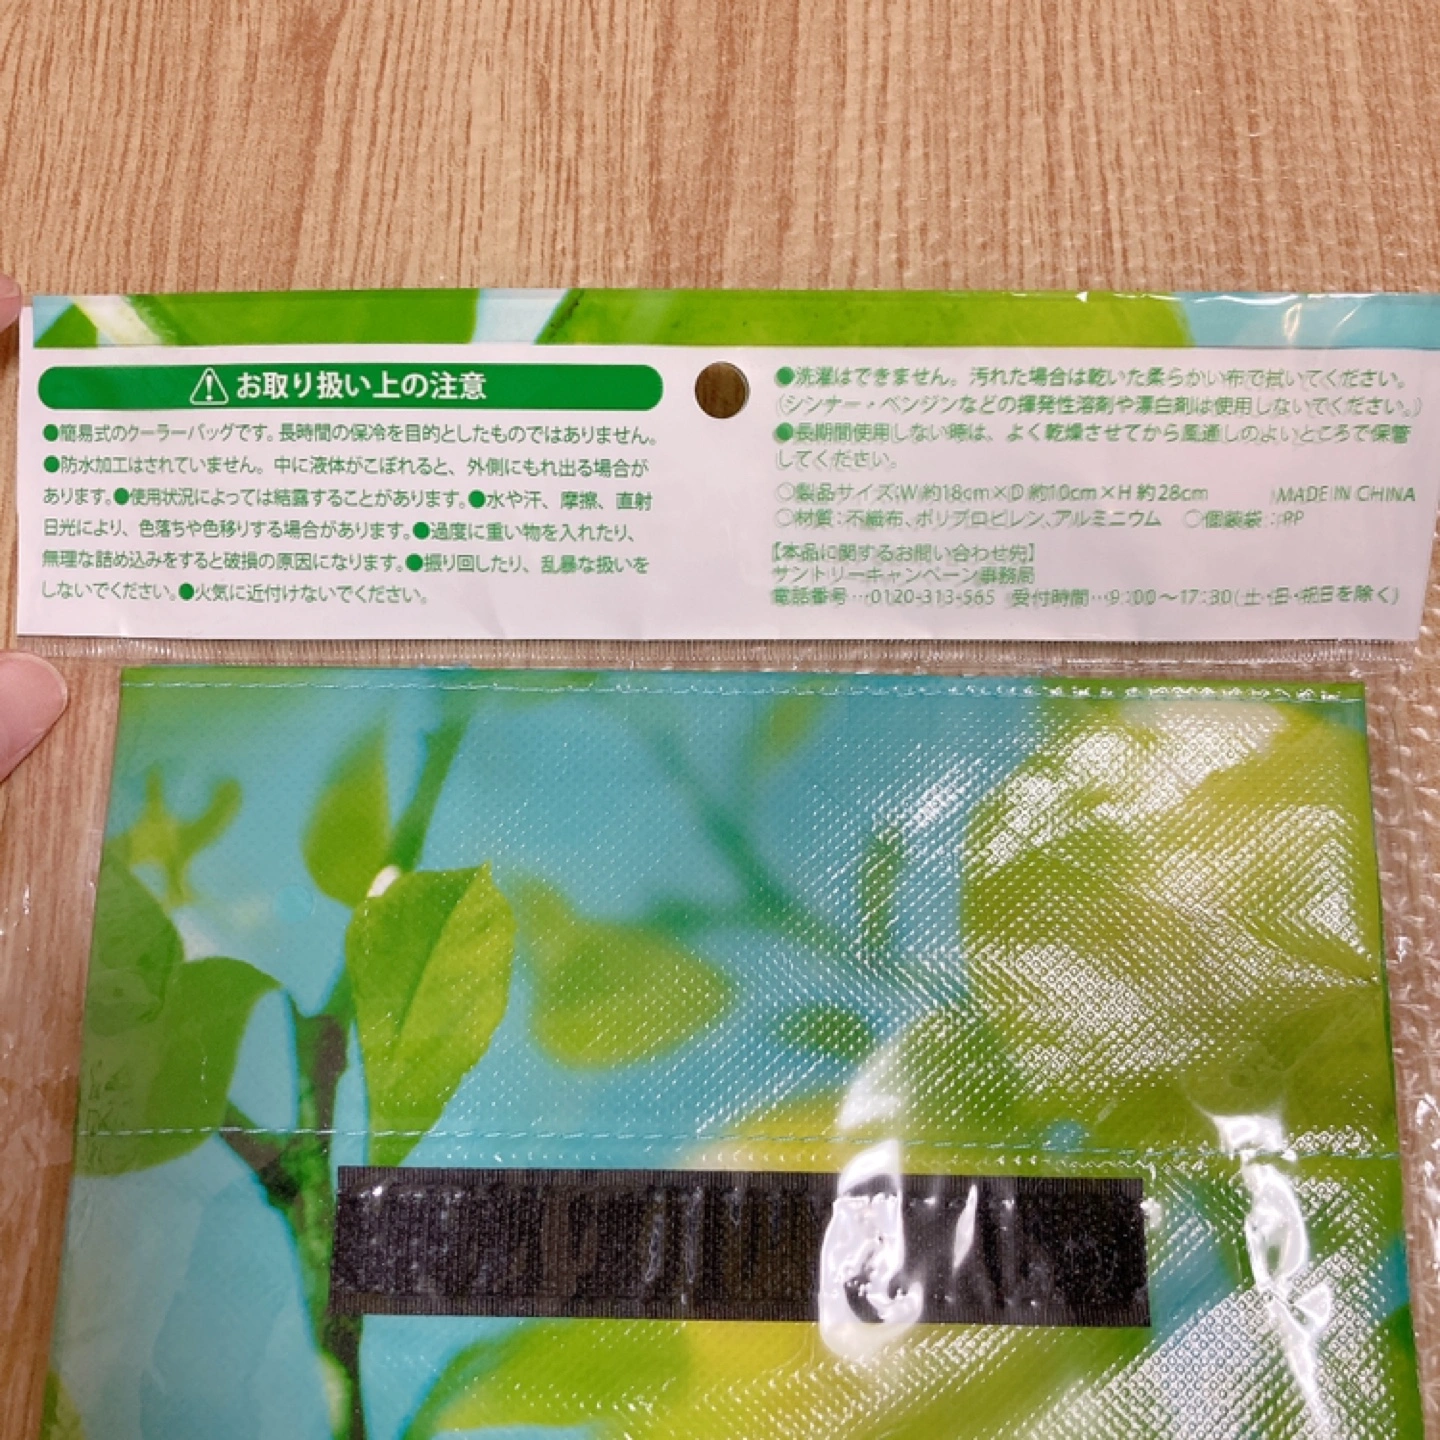 お取り扱い上の注意
●簡易式のクーラーバッグです。長時間の保冷を目的としたものではありません。
●防水加工はされていません。中に液体がこぼれると、外側にもれ出る場合が
あります。●使用状況によっては結露することがあります。●水や汗、摩擦、直射
日光により、色落ちや色移りする場合があります。●過度に重い物を入れたり、
無理な詰め込みをすると破損の原因になります。●振り回したり、乱暴な扱いを
しないでください。●火気に近付けないでください。
●洗濯はできません。汚れた場合は乾いた柔らかい布で拭いてください。
(シンナー・ベンジンなどの揮発性溶剤や漂白剤は使用しないでください。)
●長期間使用しない時は、よく乾燥させてから風通しのよいところで保管
してください。
○製品サイズ:W 約18cm×D 約10cm×H 約28cm MADE IN CHINA
○材質:不織布、ポリプロピレン、アルミニウム ○個装袋:PP
【本品に関するお問い合わせ先】
サントリーキャンペーン事務局
電話番号…0120-313-565 受付時間…9:00〜17:30(土・日・祝日を除く)